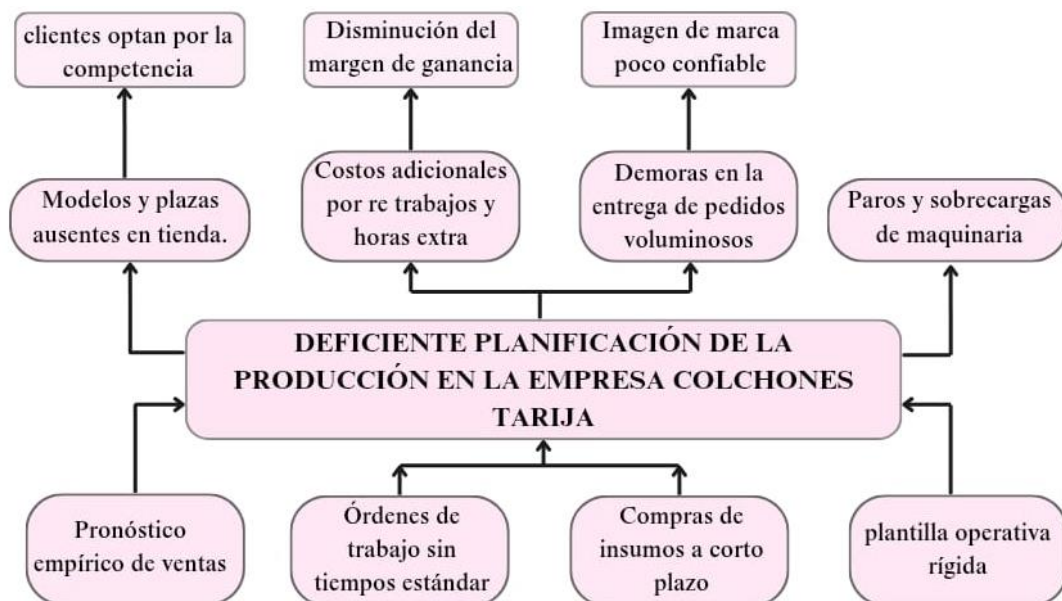 clientes optan por la
competencia
Disminución del
margen de ganancia
Imagen de marca
poco confiable
Modelos y plazas
ausentes en tienda.
Costos adicionales
por re trabajos y
horas extra
Demoras en la
entrega de pedidos
voluminosos
Paros y sobrecargas
de maquinaria
DEFICIENTE PLANIFICACIÓN DE LA
PRODUCCIÓN EN LA EMPRESA COLCHONES
TARIJA
Pronóstico
empírico de ventas
Órdenes de
trabajo sin
tiempos estándar
Compras de
insumos a corto
plazo
plantilla operativa
rígida